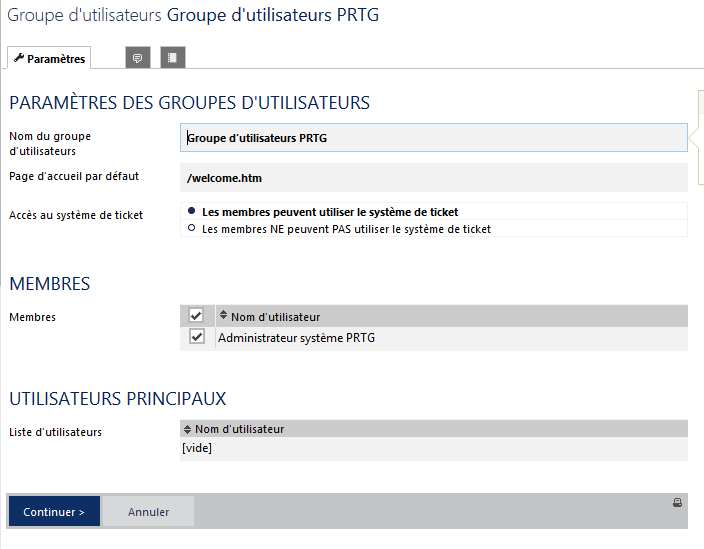 Groupe d'utilisateurs Groupe d'utilisateurs PRTG
Paramètres
PARAMÈTRES DES GROUPES D'UTILISATEURS
Nom du groupe
d'utilisateurs
Groupe d'utilisateurs PRTG
Page d'accueil par défaut
/welcome.htm
Accès au système de ticket
Les membres peuvent utiliser le système de ticket
Les membres NE peuvent PAS utiliser le système de ticket
MEMBRES
Membres
Nom d'utilisateur
Administrateur système PRTG
UTILISATEURS PRINCIPAUX
Liste d'utilisateurs
Nom d'utilisateur
[vide]
Continuer >
Annuler